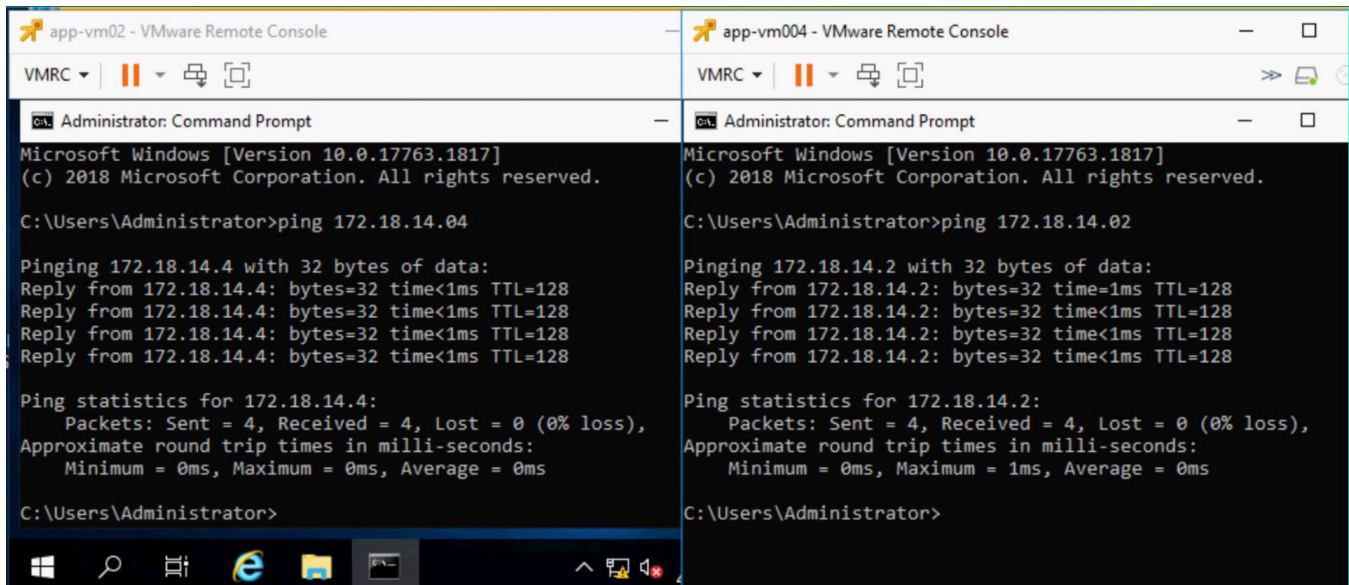 app-vm02 - VMware Remote Console
VMRC
Administrator: Command Prompt
Microsoft Windows [Version 10.0.17763.1817]
(c) 2018 Microsoft Corporation. All rights reserved.
C:\Users\Administrator>ping 172.18.14.04
Pinging 172.18.14.4 with 32 bytes of data:
Reply from 172.18.14.4: bytes=32 time<1ms TTL=128
Reply from 172.18.14.4: bytes=32 time<1ms TTL=128
Reply from 172.18.14.4: bytes=32 time<1ms TTL=128
Reply from 172.18.14.4: bytes=32 time<1ms TTL=128
Ping statistics for 172.18.14.4:
Packets: Sent = 4, Received = 4, Lost = 0 (0% loss),
Approximate round trip times in milli-seconds:
Minimum = 0ms, Maximum = 0ms, Average = 0ms
C:\Users\Administrator>
app-vm004 - VMware Remote Console
VMRC
Administrator: Command Prompt
Microsoft Windows [Version 10.0.17763.1817]
(c) 2018 Microsoft Corporation. All rights reserved.
C:\Users\Administrator>ping 172.18.14.02
Pinging 172.18.14.2 with 32 bytes of data:
Reply from 172.18.14.2: bytes=32 time=1ms TTL=128
Reply from 172.18.14.2: bytes=32 time<1ms TTL=128
Reply from 172.18.14.2: bytes=32 time<1ms TTL=128
Reply from 172.18.14.2: bytes=32 time<1ms TTL=128
Ping statistics for 172.18.14.2:
Packets: Sent = 4, Received = 4, Lost = 0 (0% loss),
Approximate round trip times in milli-seconds:
Minimum = 0ms, Maximum = 1ms, Average = 0ms
C:\Users\Administrator>